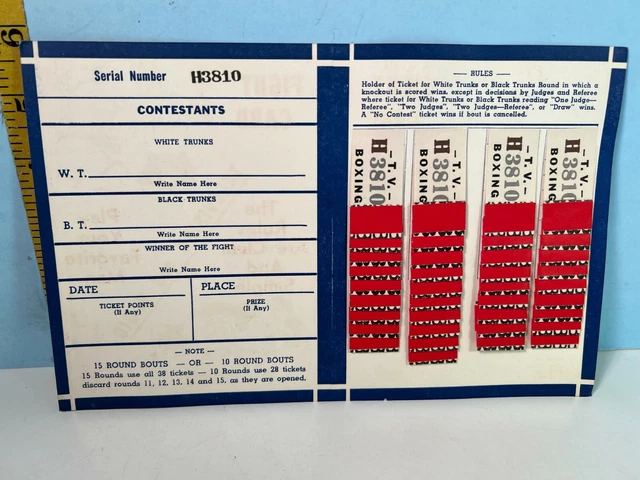 Serial Number H3810
CONTESTANTS
WHITE TRUNKS
W. T.
Write Name Here
BLACK TRUNKS
B. T.
Write Name Here
WINNER OF THE FIGHT
Write Name Here
DATE
TICKET POINTS
(If Any)
PLACE
PRIZE
(If Any)
— NOTE —
15 ROUND BOUTS — OR — 10 ROUND BOUTS
15 Rounds use all 38 tickets — 10 Rounds use 28 tickets
discard rounds 11, 12, 13, 14 and 15, as they are opened.
— RULES —
Holder of Ticket for White Trunks or Black Trunks Round in which a
knockout is scored wins, except in decisions by Judges and Referee
where ticket for White Trunks or Black Trunks reading "One Judge—
Referee", "Two Judges", "Two Judges—Referee", or "Draw" wins.
A "No Contest" ticket wins if bout is cancelled.
H3810
—T.V.—
BOXING
H3810
—T.V.—
BOXING
H3810
—T.V.—
BOXING
H3810
—T.V.—
BOXING